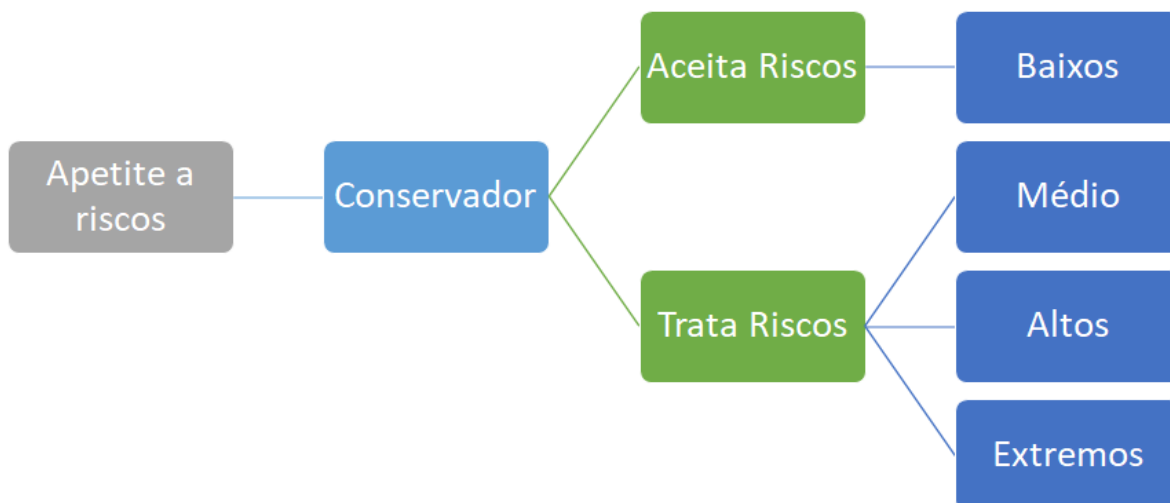 Apetite a
riscos
Conservador
Aceita Riscos
Baixos
Trata Riscos
Médio
Altos
Extremos